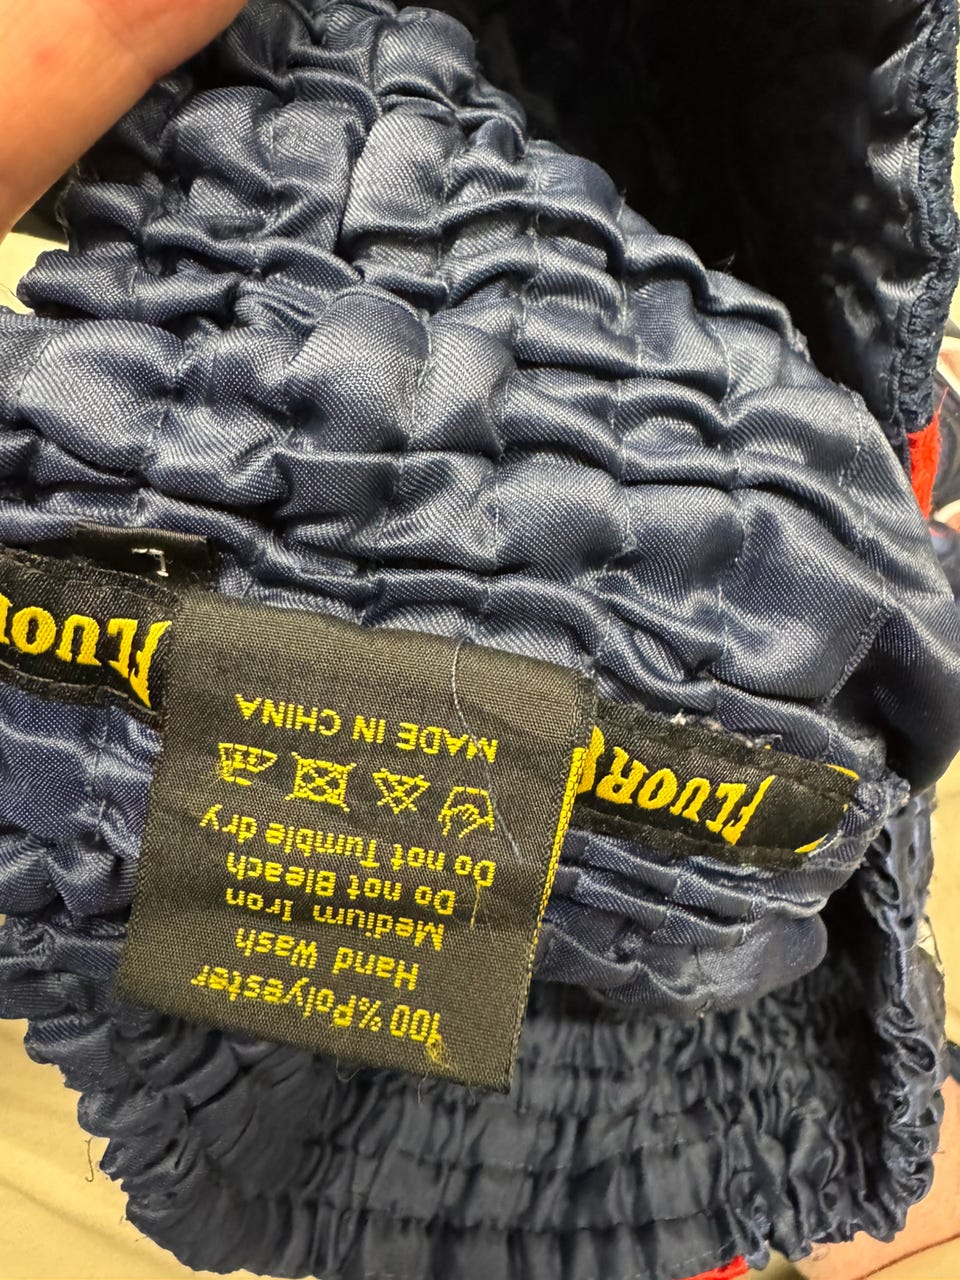 100 %Polyester
Hand Wash
Medium Iron
Do not Bleach
Do not Tumble dry
MADE IN CHINA
L